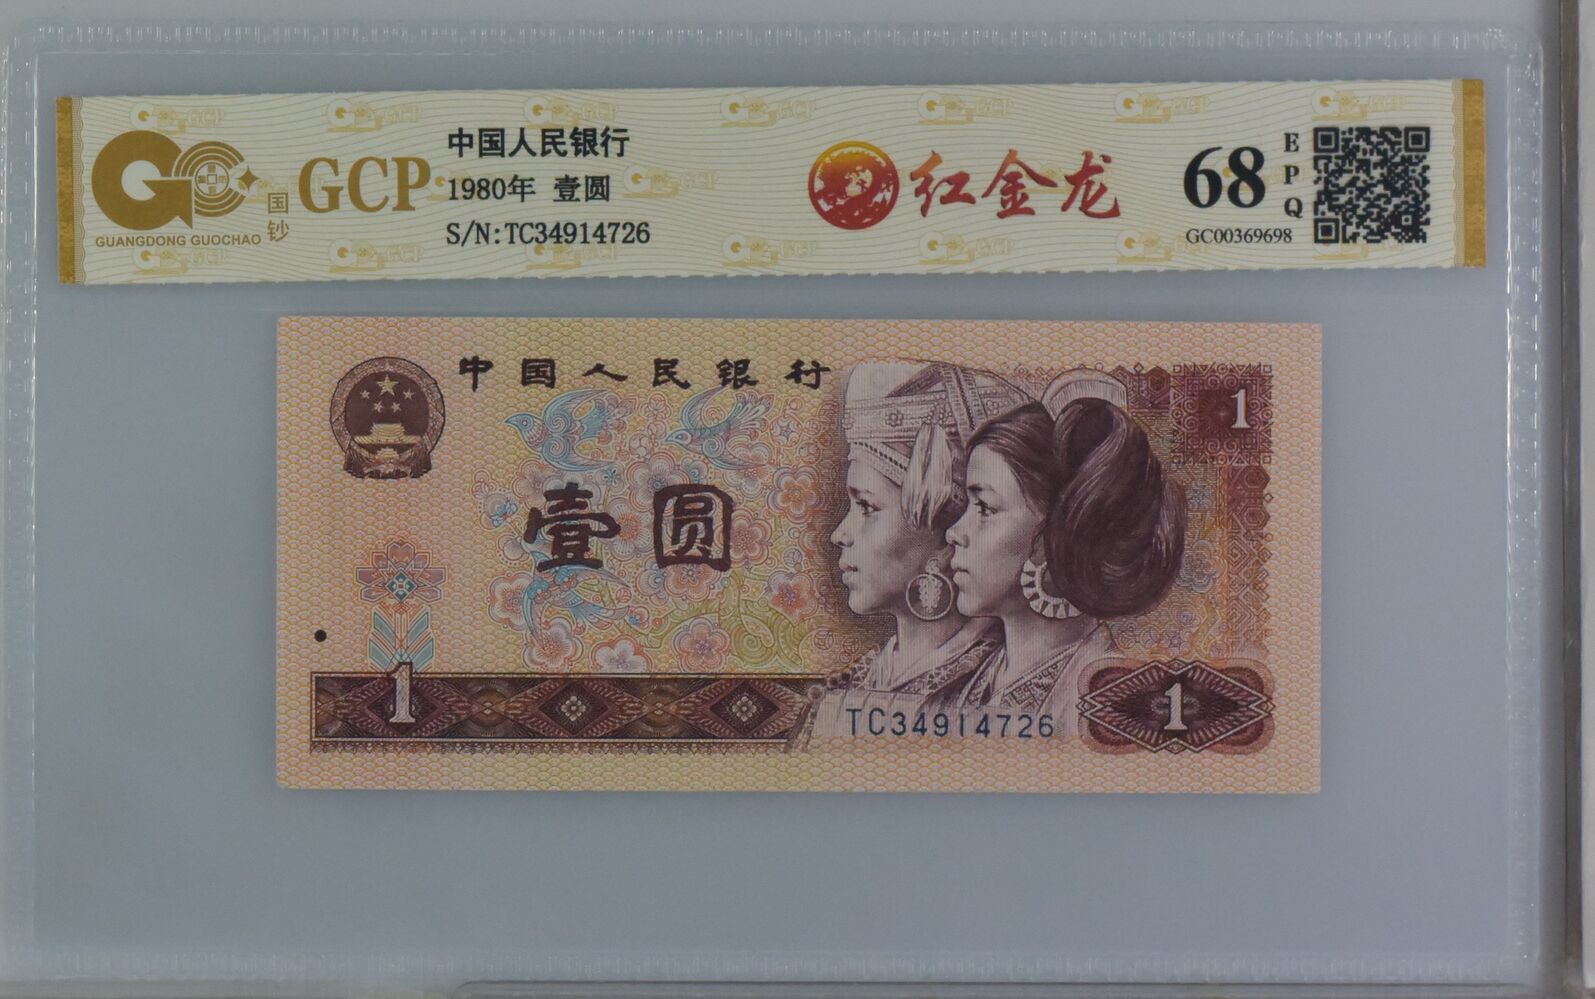 GUANGDONG GUOCHAO
国钞
GCP
中国人民银行
1980年 壹圆
S/N:TC34914726
红金龙
68
EPQ
GC00369698
中国人民银行
1
壹圆
1
TC34914726
1